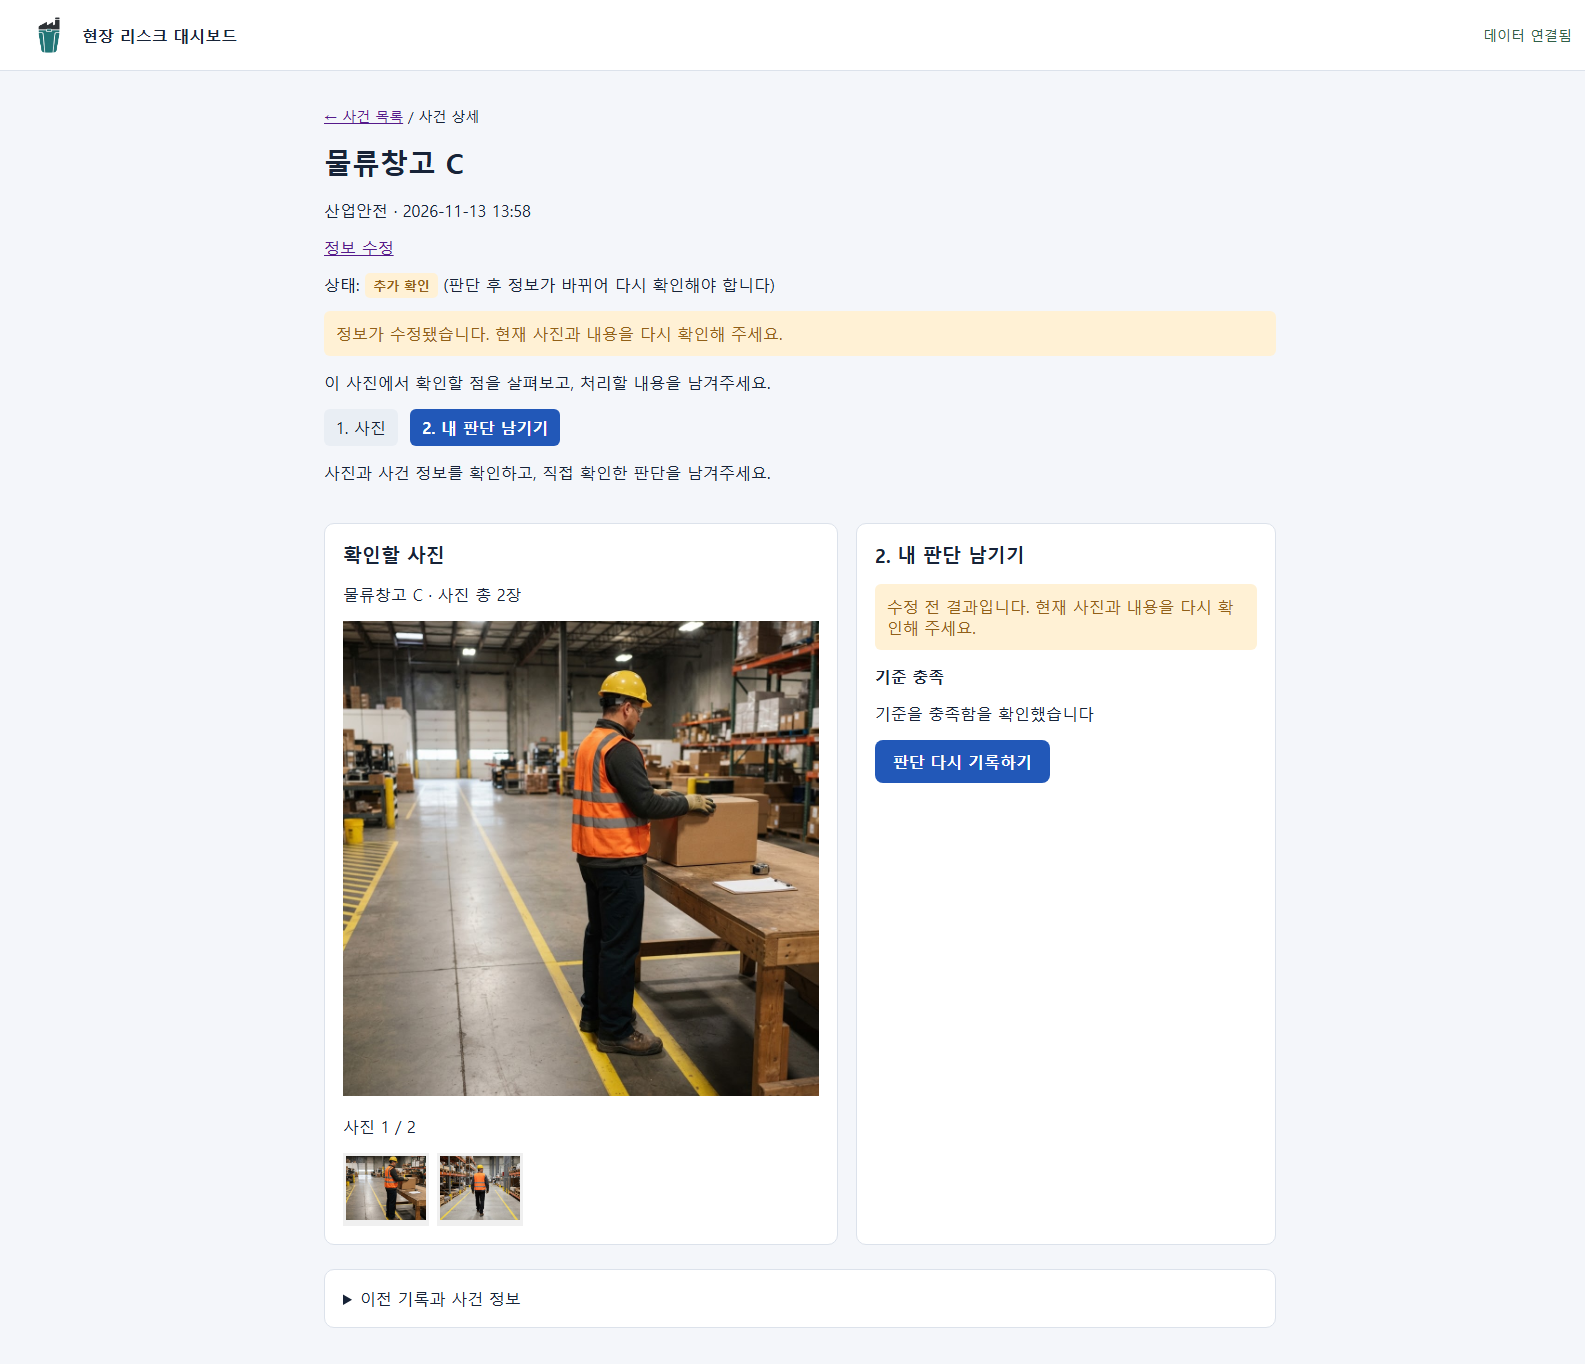 현장 리스크 대시보드
데이터 연결됨
← 사건 목록 / 사건 상세
물류창고 C
산업안전 · 2026-11-13 13:58
정보 수정
상태: 추가 확인 (판단 후 정보가 바뀌어 다시 확인해야 합니다)
정보가 수정됐습니다. 현재 사진과 내용을 다시 확인해 주세요.
이 사진에서 확인할 점을 살펴보고, 처리할 내용을 남겨주세요.
1. 사진
2. 내 판단 남기기
사진과 사건 정보를 확인하고, 직접 확인한 판단을 남겨주세요.
확인할 사진
물류창고 C · 사진 총 2장
사진 1 / 2
2. 내 판단 남기기
수정 전 결과입니다. 현재 사진과 내용을 다시 확
인해 주세요.
기준 충족
기준을 충족함을 확인했습니다
판단 다시 기록하기
▶ 이전 기록과 사건 정보